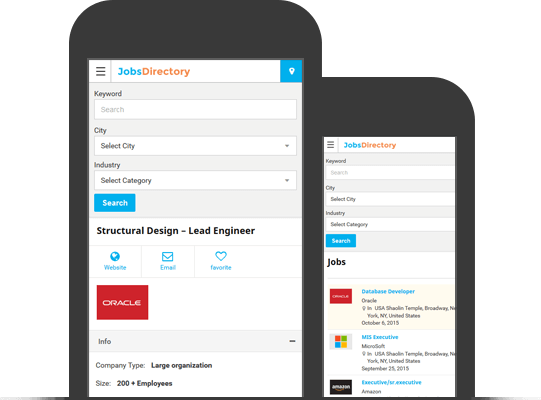 JobsDirectory
Keyword
Search
City
Select City
Industry
Select Category
Search
Structural Design – Lead Engineer
Website
Email
favorite
ORACLE
Info
Company Type: Large organization
Size: 200 + Employees
JobsDirectory
Keyword
Search
City
Select City
Industry
Select Category
Search
Jobs
ORACLE
Database Developer
Oracle
In USA Shaolin Temple, Broadway, Ne
York, NY, United States
October 6, 2015
MIS Executive
MicroSoft
In USA Shaolin Temple, Broadway, Ne
York, NY, United States
September 25, 2015
amazon
Executive/sr.executive
Amazon